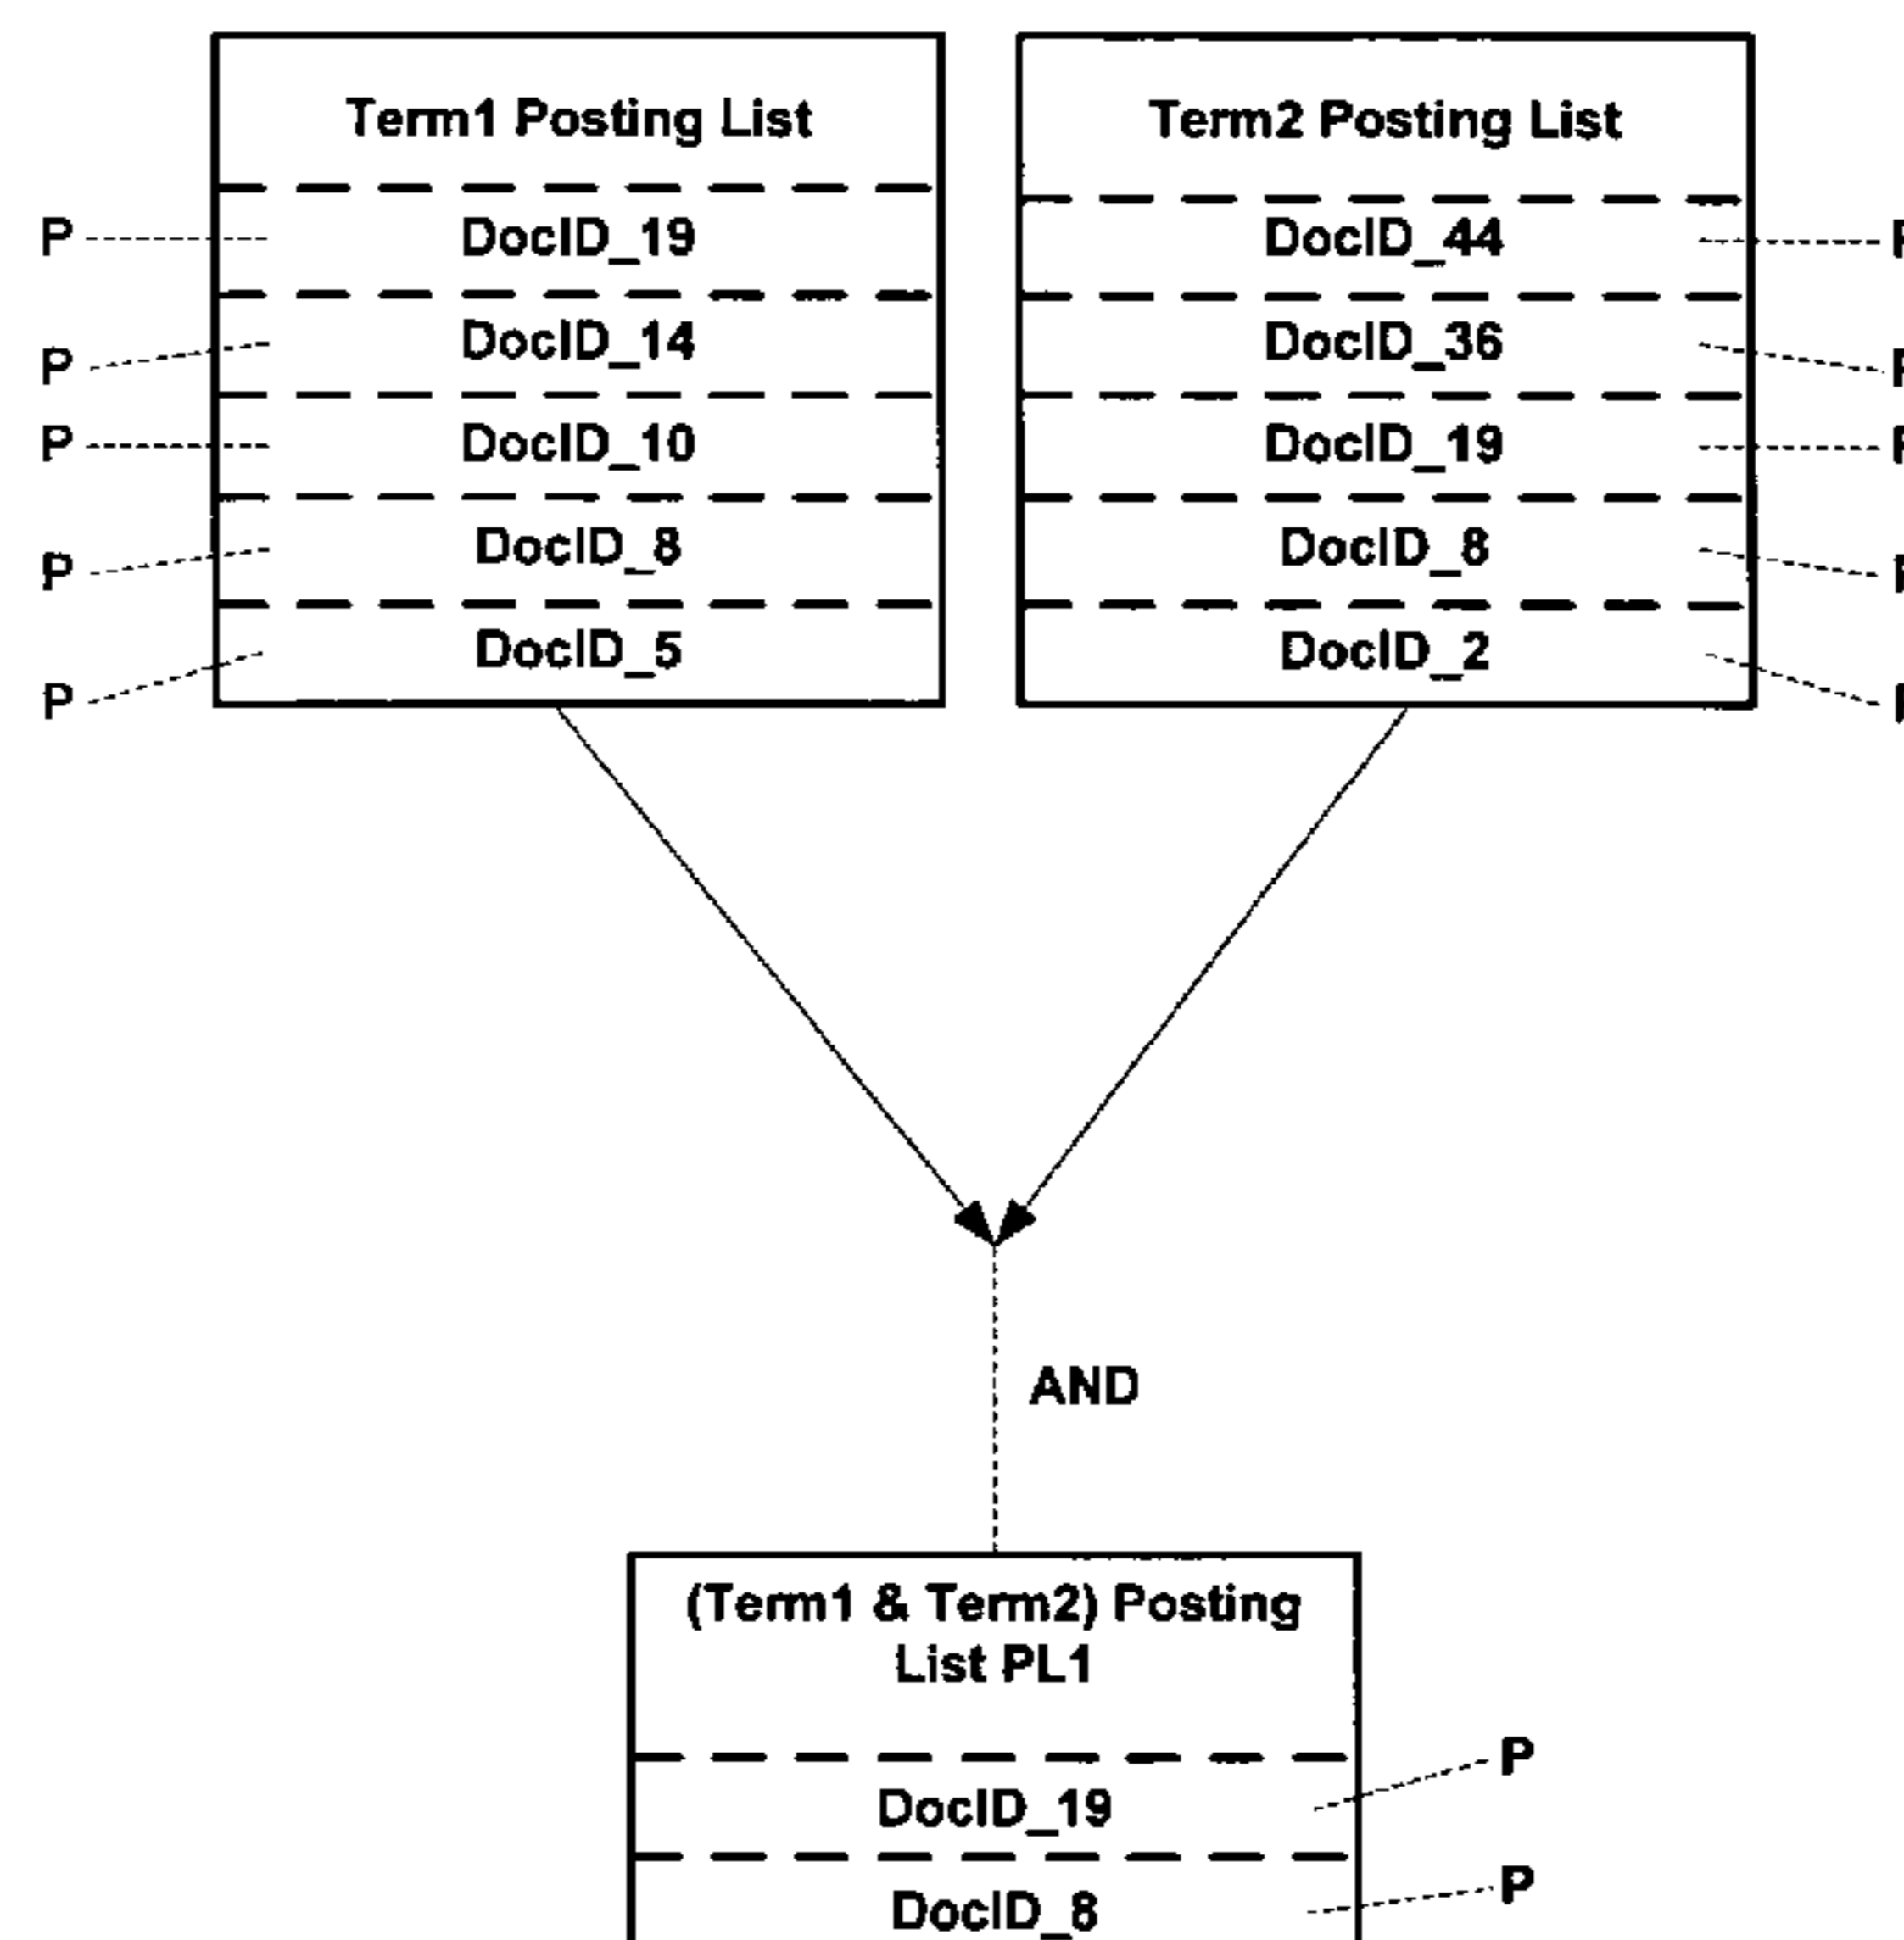 Term1 Posting List
P
DocID_19
P
DocID_14
P
DocID_10
P
DocID_8
P
DocID_5
Term2 Posting List
DocID_44
DocID_36
DocID_19
DocID_8
DocID_2
AND
(Term1 & Term2) Posting
List PL1
DocID_19
P
DocID_8
P